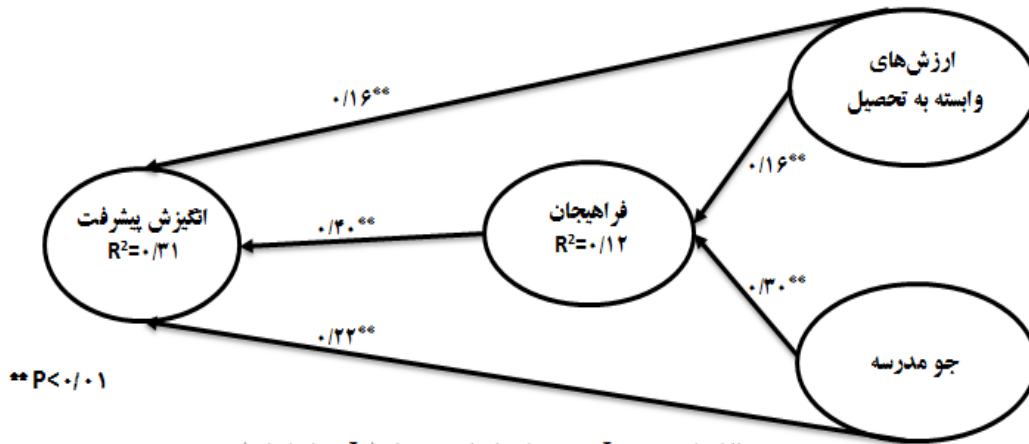 ارزش‌های
وابسته به تحصیل
۰/۱۶**
۰/۱۶**
فراهیجان
R²=۰/۱۲
انگیزش پیشرفت
R²=۰/۳۱
۰/۴۰**
۰/۳۰**
۰/۲۲**
جو مدرسه
** P<۰/۰۱